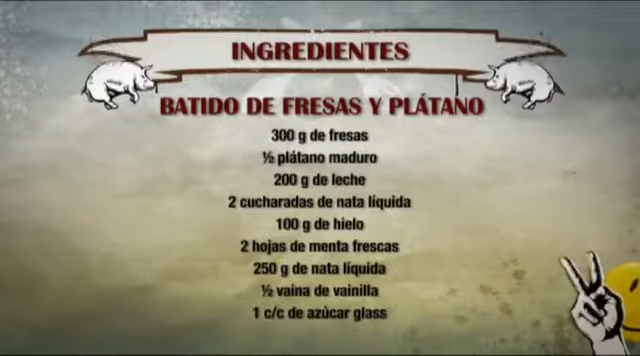 INGREDIENTES
BATIDO DE FRESAS Y PLÁTANO
300 g de fresas
½ plátano maduro
200 g de leche
2 cucharadas de nata líquida
100 g de hielo
2 hojas de menta frescas
250 g de nata líquida
½ vaina de vainilla
1 c/c de azúcar glass